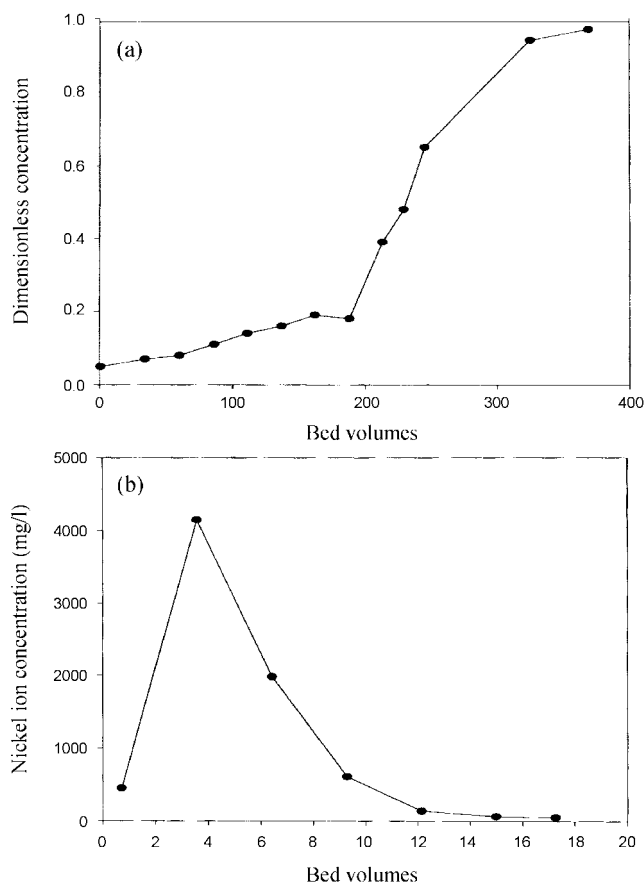 (a)
Dimensionless concentration
1.0
0.8
0.6
0.4
0.2
0.0
0 100 200 300 400
Bed volumes
(b)
Nickel ion concentration (mg/l)
5000
4000
3000
2000
1000
0
0 2 4 6 8 10 12 14 16 18 20
Bed volumes